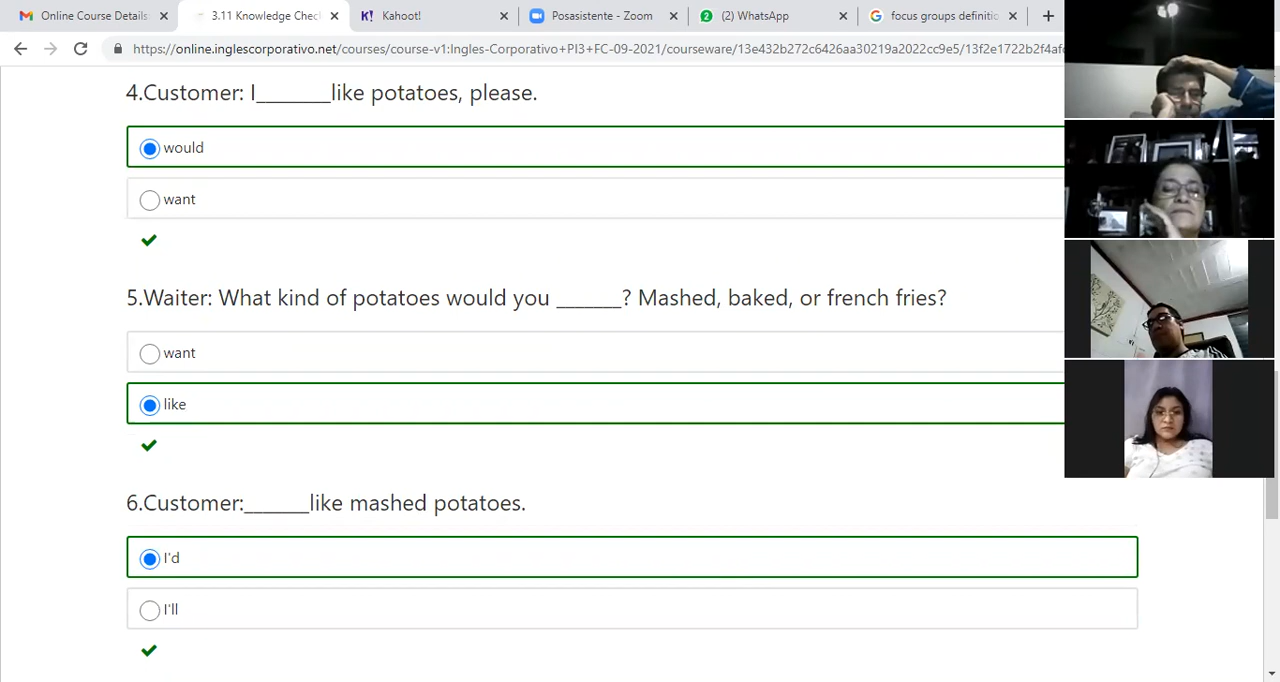 Online Course Details
3.11 Knowledge Chec
Kahoot!
Posasistente - Zoom
(2) WhatsApp
focus groups definitio
https://online.inglescorporativo.net/courses/course-v1:Ingles-Corporativo+PI3+FC-09-2021/courseware/13e432b272c6426aa30219a2022cc9e5/13f2e1722b2f4afc
4.Customer: I________like potatoes, please.
would
want
5.Waiter: What kind of potatoes would you _______? Mashed, baked, or french fries?
want
like
6.Customer:_______like mashed potatoes.
I'd
I'll